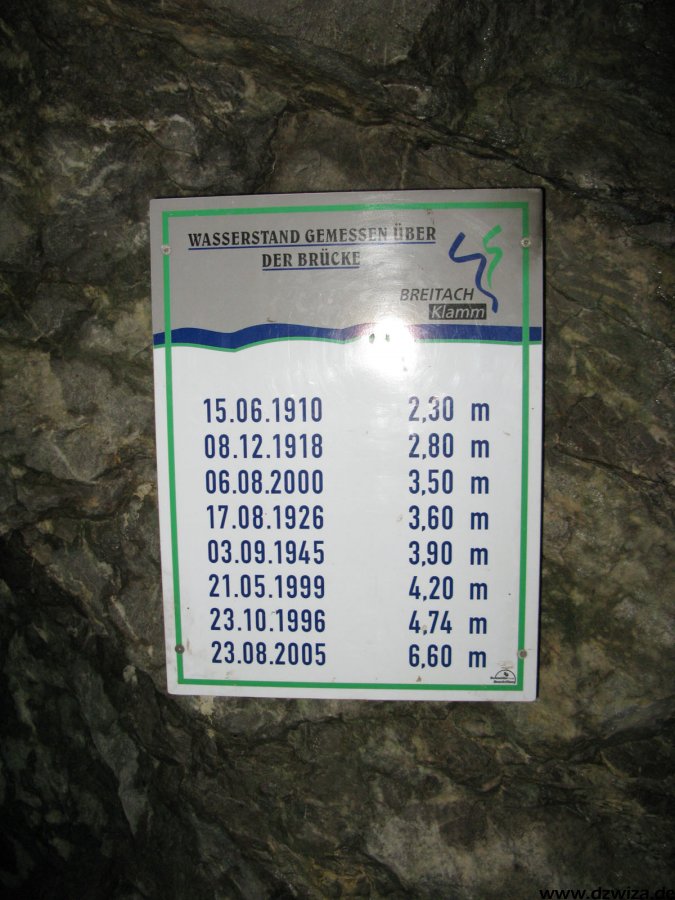 WASSERSTAND GEMESSEN ÜBER
DER BRÜCKE
BREITACH
Klamm
15.06.1910 2,30 m
08.12.1918 2,80 m
06.08.2000 3,50 m
17.08.1926 3,60 m
03.09.1945 3,90 m
21.05.1999 4,20 m
23.10.1996 4,74 m
23.08.2005 6,60 m
www.dzwiza.de